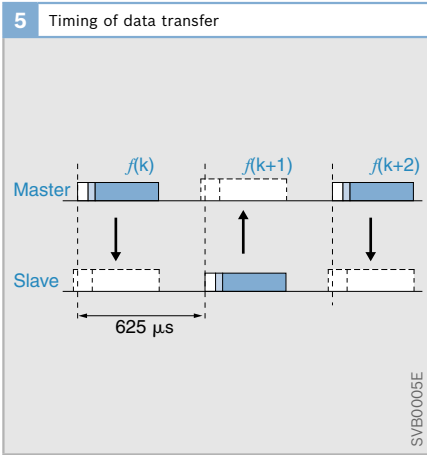 5 Timing of data transfer
f(k) f(k+1) f(k+2)
Master
Slave
625 µs
SVB0005E